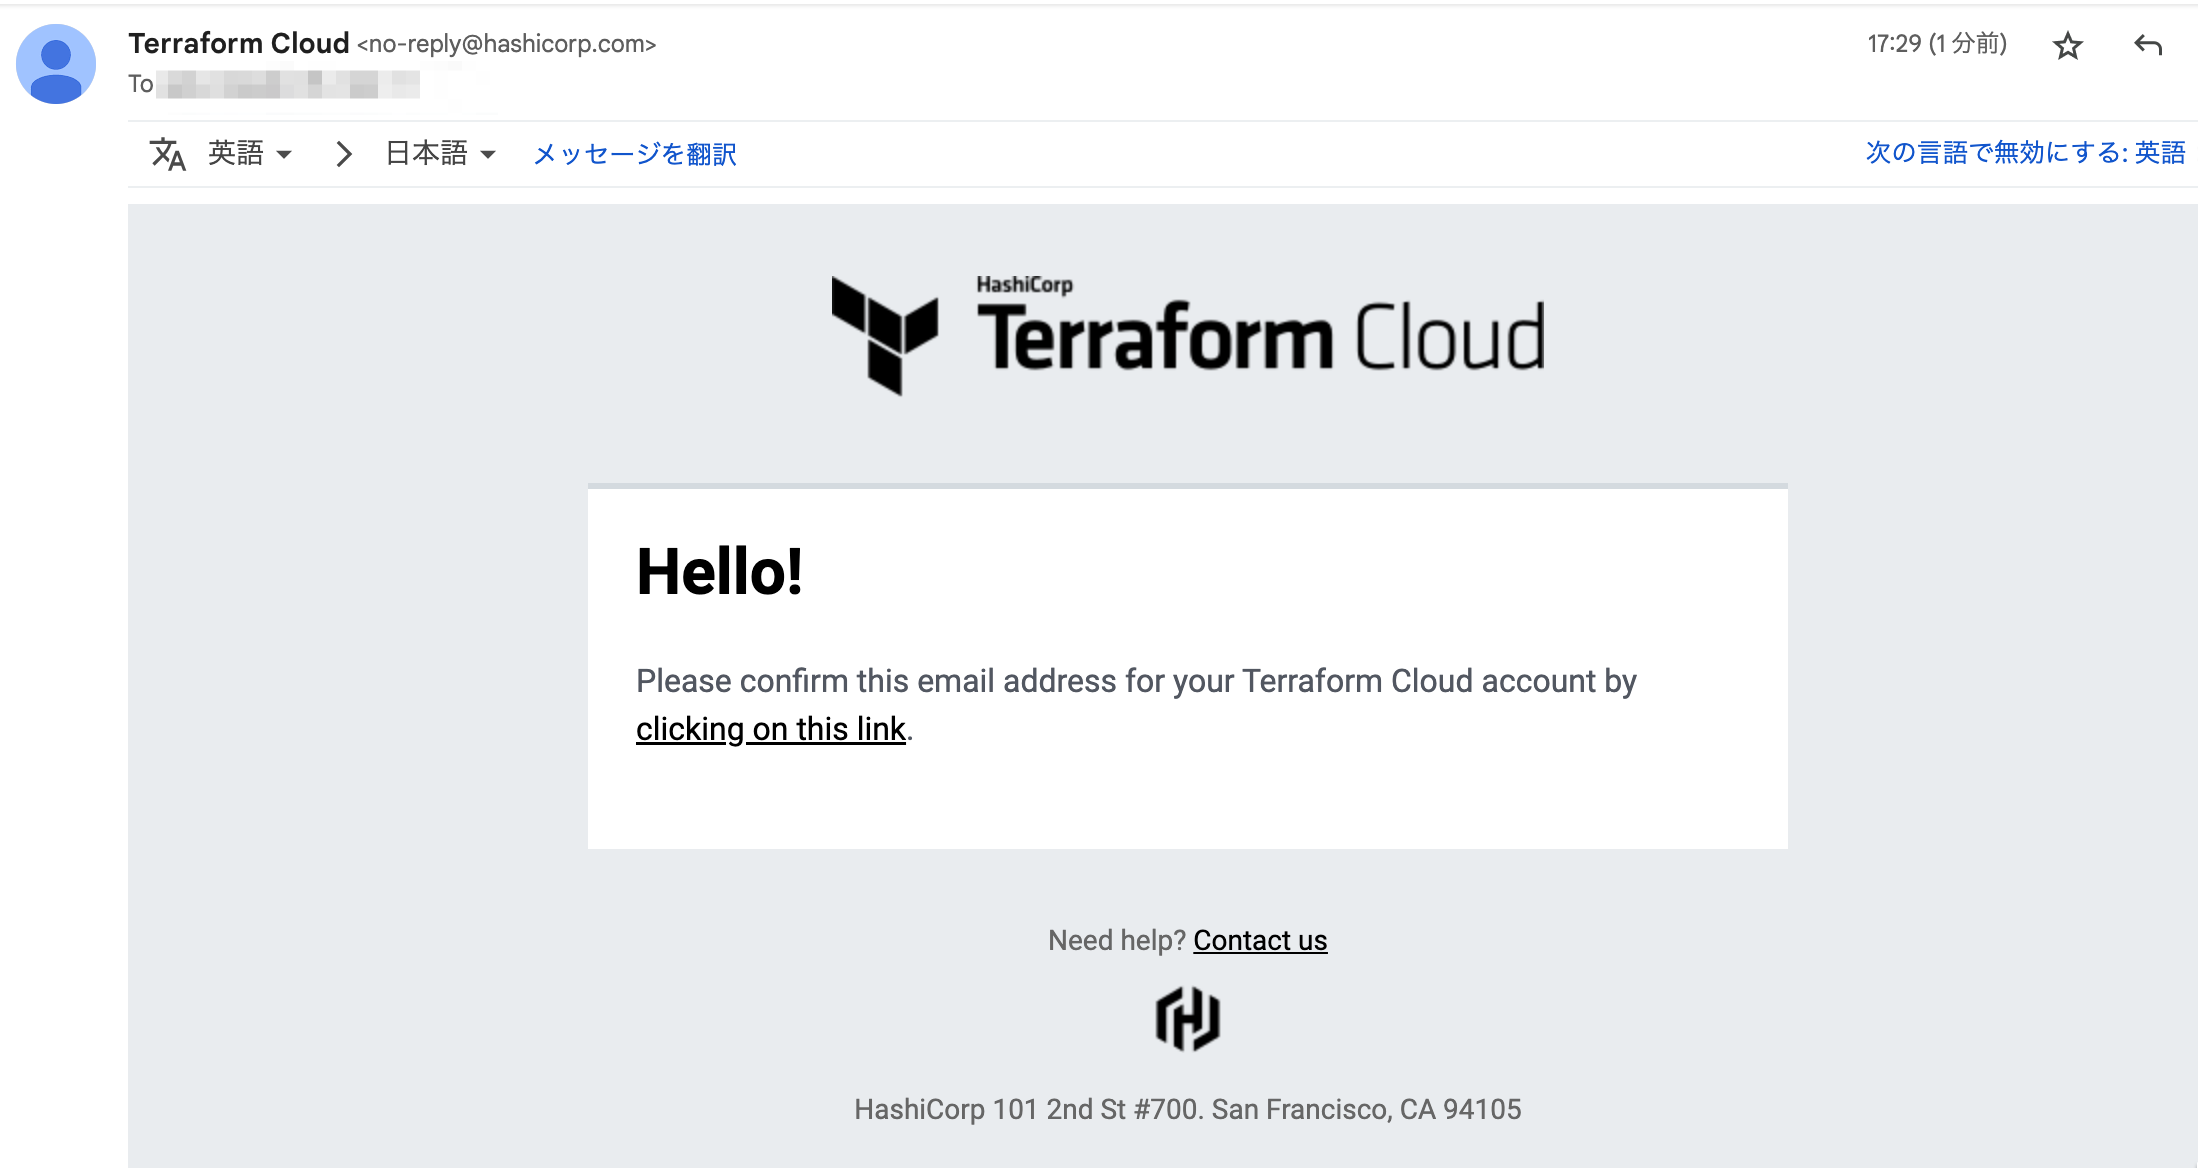 Terraform Cloud <no-reply@hashicorp.com>
17:29 (1 分前)
To
英語 日本語 メッセージを翻訳
次の言語で無効にする: 英語
HashiCorp
Terraform Cloud
Hello!
Please confirm this email address for your Terraform Cloud account by
clicking on this link.
Need help? Contact us
HashiCorp 101 2nd St #700. San Francisco, CA 94105